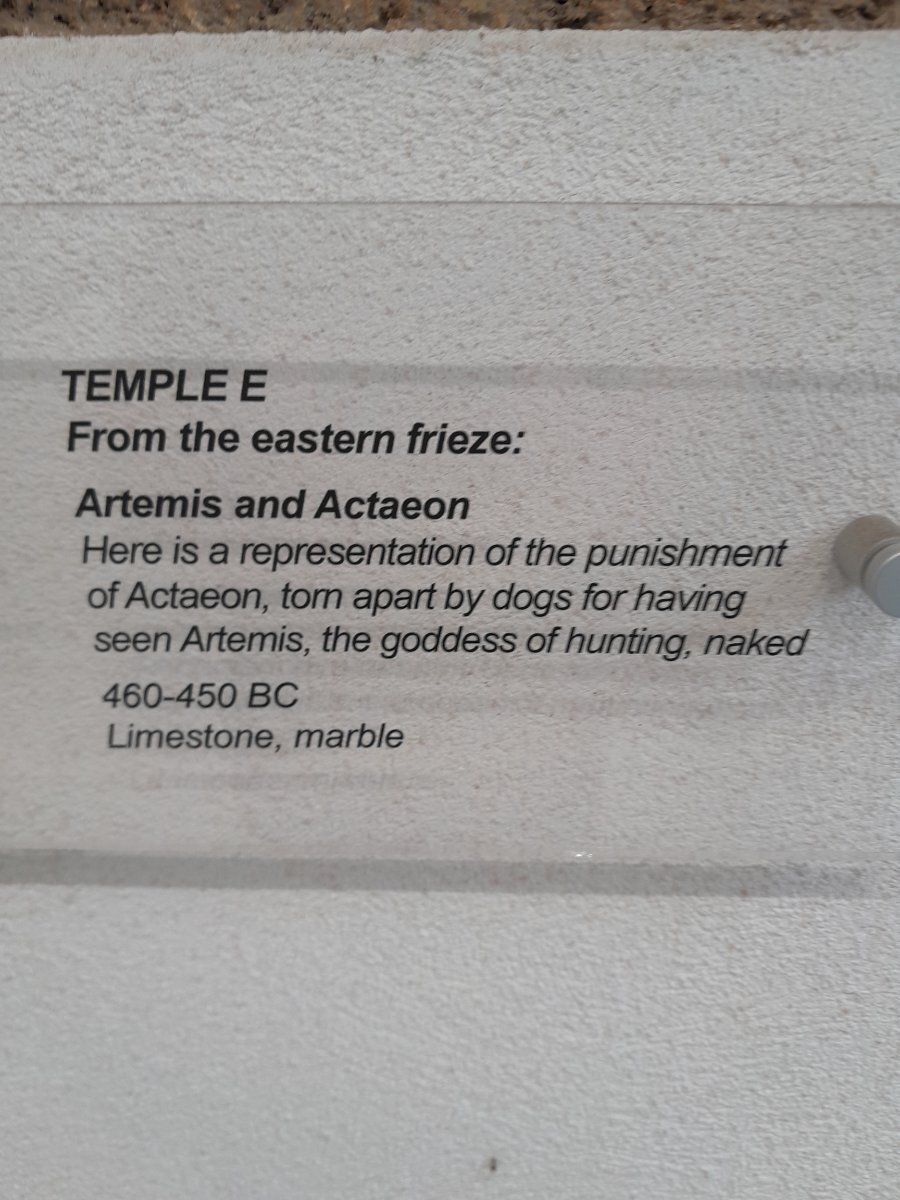 TEMPLE E
From the eastern frieze:
Artemis and Actaeon
Here is a representation of the punishment
of Actaeon, torn apart by dogs for having
seen Artemis, the goddess of hunting, naked
460-450 BC
Limestone, marble